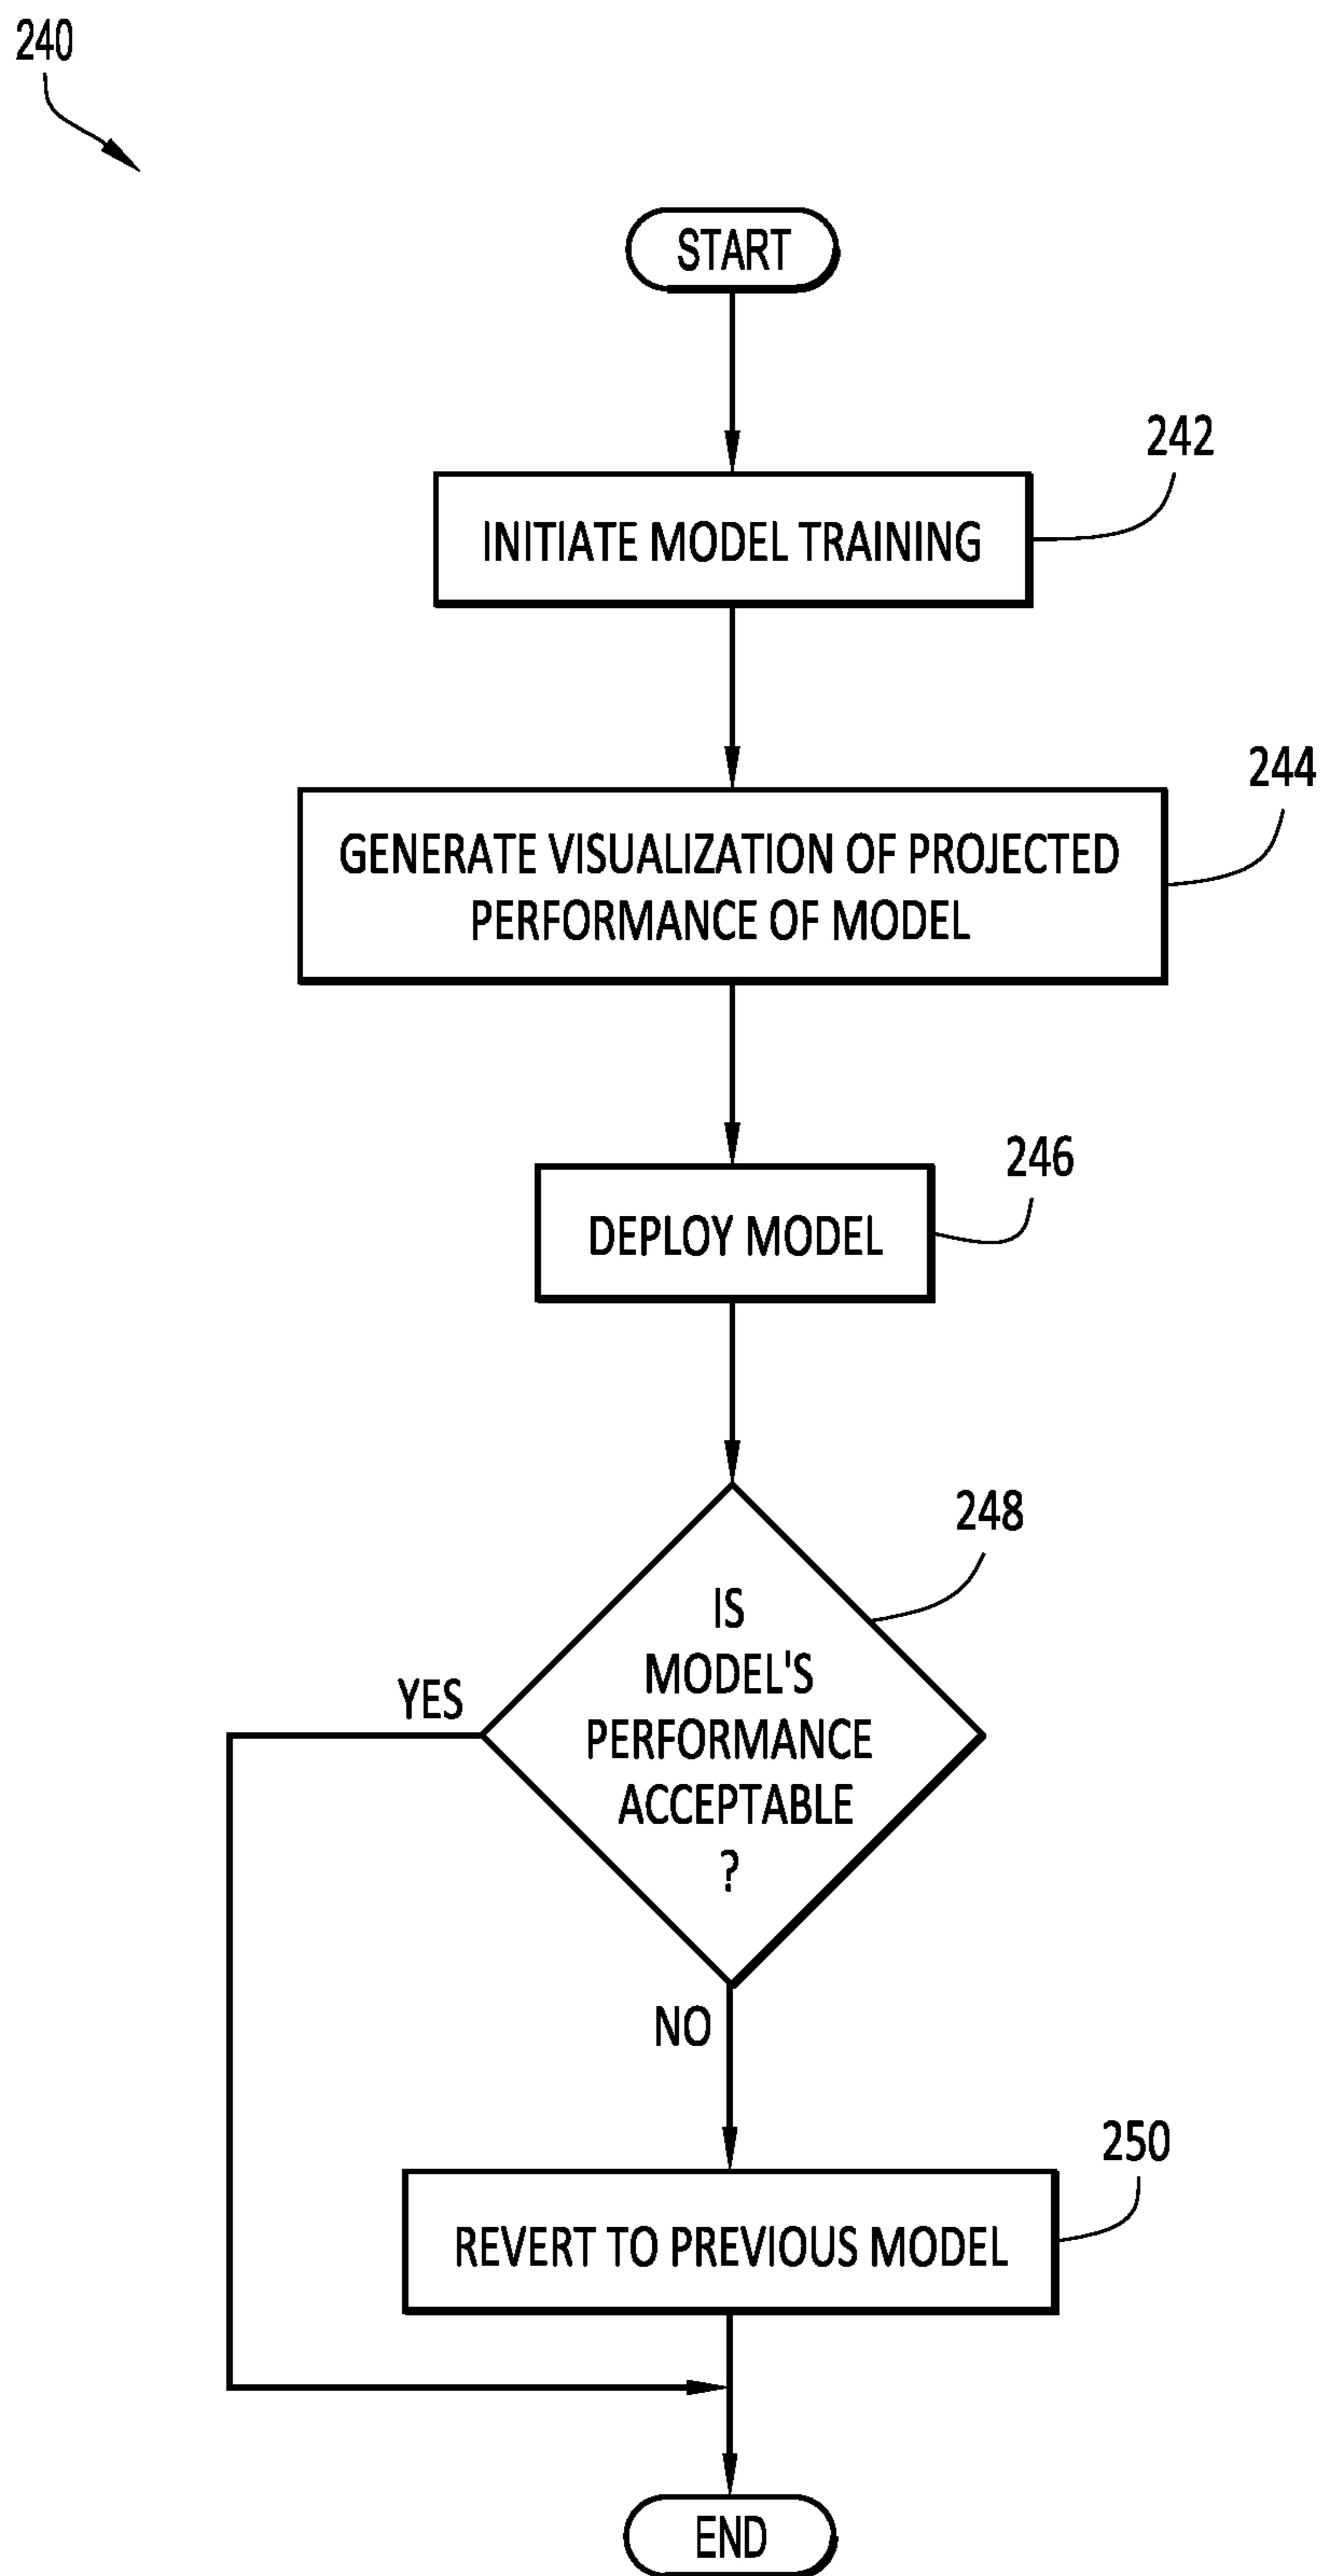 240
START
242
INITIATE MODEL TRAINING
244
GENERATE VISUALIZATION OF PROJECTED
PERFORMANCE OF MODEL
246
DEPLOY MODEL
248
IS
MODEL'S
PERFORMANCE
ACCEPTABLE
?
YES
NO
250
REVERT TO PREVIOUS MODEL
END